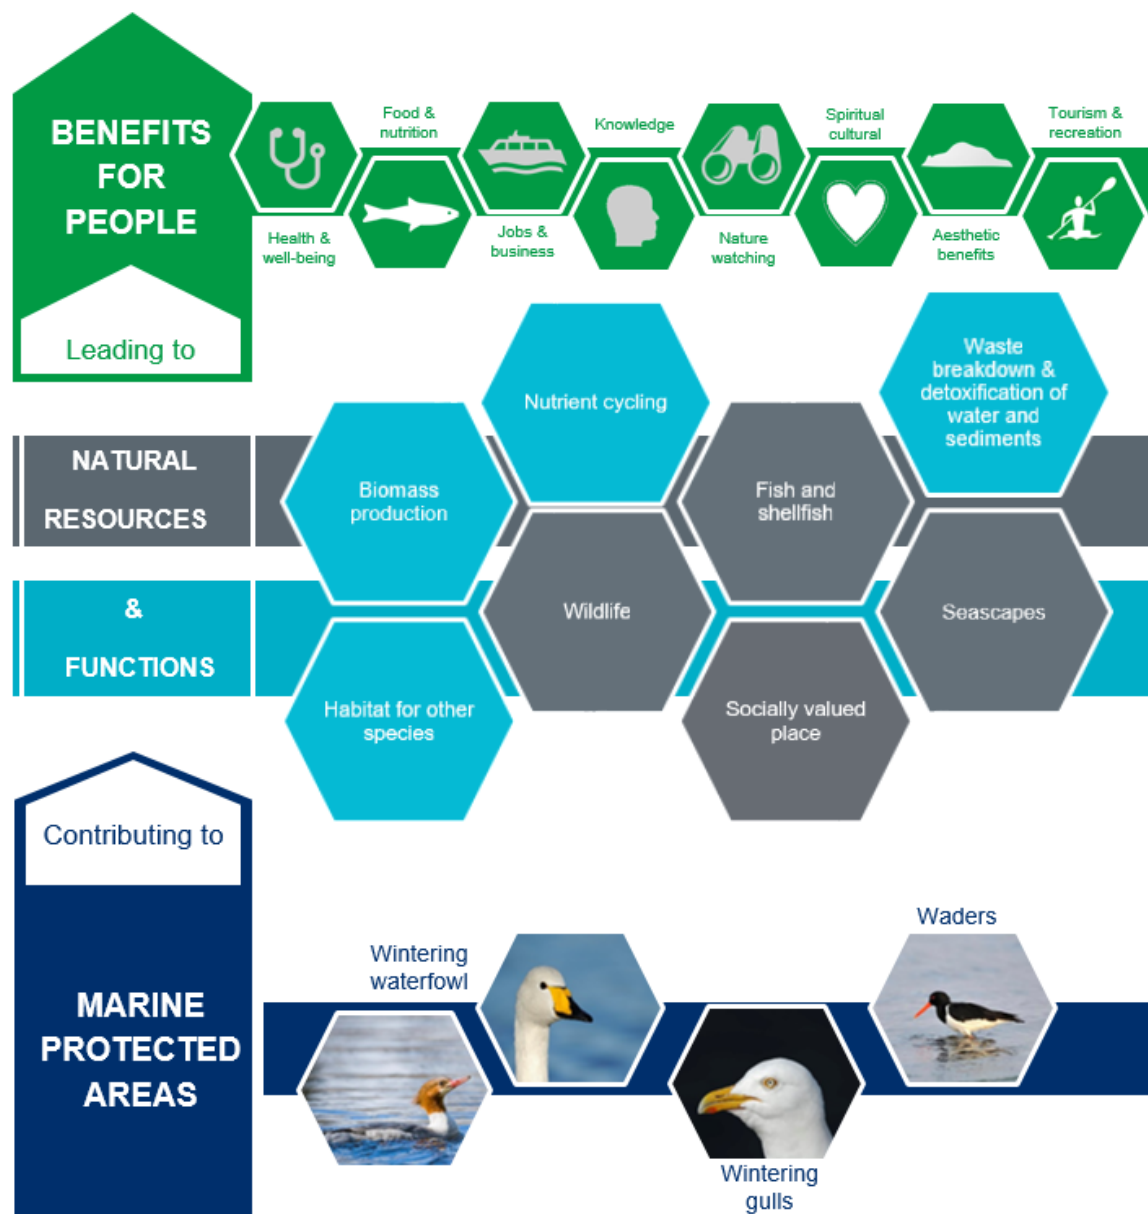 BENEFITS
FOR
PEOPLE
Leading to
Health &
well-being
Food &
nutrition
Jobs &
business
Knowledge
Nature
watching
Spiritual
cultural
Aesthetic
benefits
Tourism &
recreation
NATURAL
RESOURCES
&
FUNCTIONS
Biomass
production
Nutrient cycling
Fish and
shellfish
Waste
breakdown &
detoxification of
water and
sediments
Habitat for other
species
Wildlife
Socially valued
place
Seascapes
Contributing to
MARINE
PROTECTED
AREAS
Wintering
waterfowl
Wintering
gulls
Waders